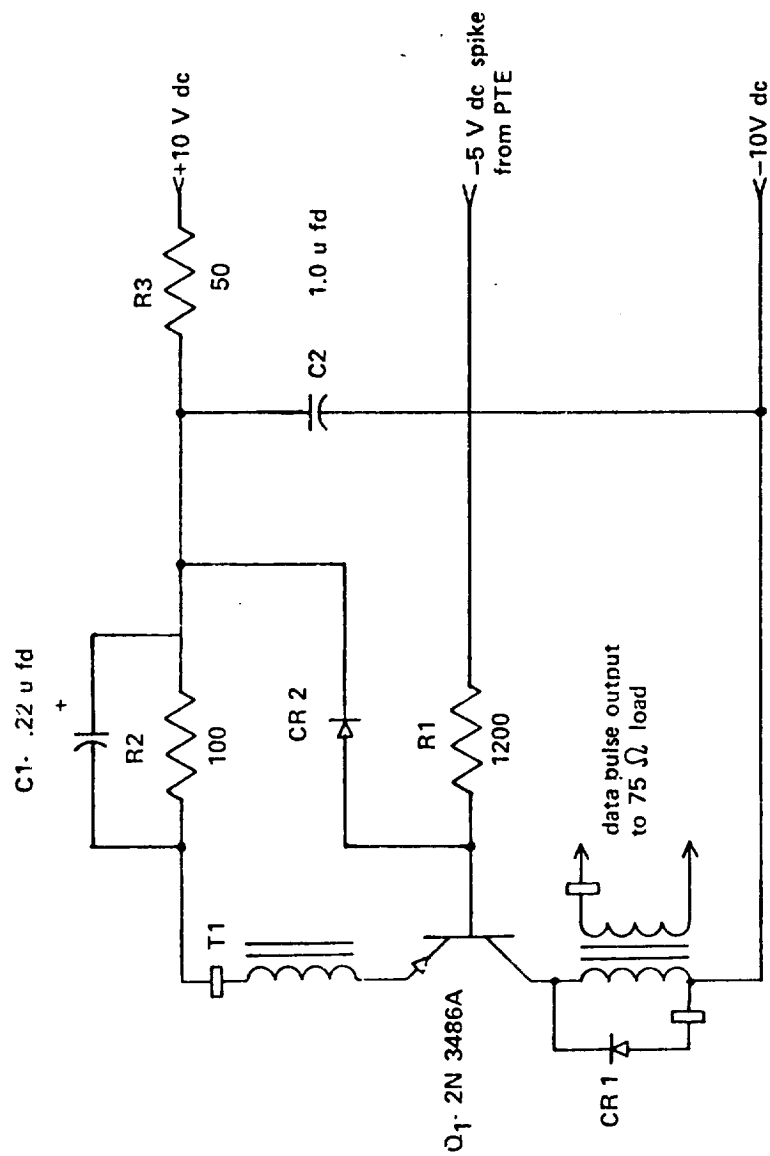 C1- .22 u fd
+
R2
100
R3
50
+10 V dc
T1
CR 2
C2
1.0 u fd
R1
1200
-5 V dc spike
from PTE
Q1- 2N 3486A
data pulse output
to 75 Ω load
CR 1
-10V dc